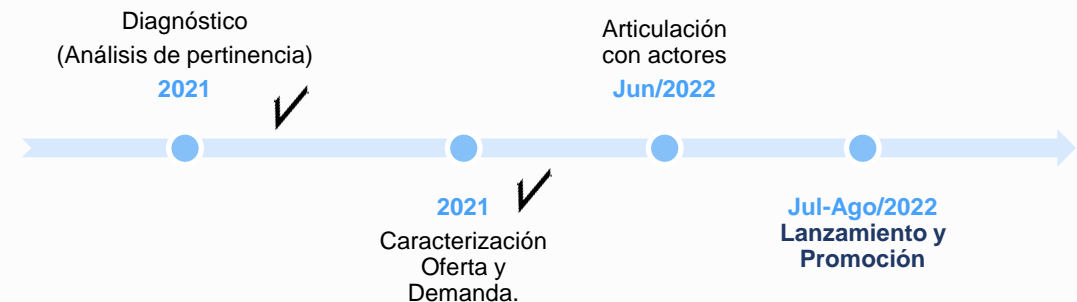 Diagnóstico
(Análisis de pertinencia)
2021
2021
Caracterización
Oferta y
Demanda.
Articulación
con actores
Jun/2022
Jul-Ago/2022
Lanzamiento y
Promoción